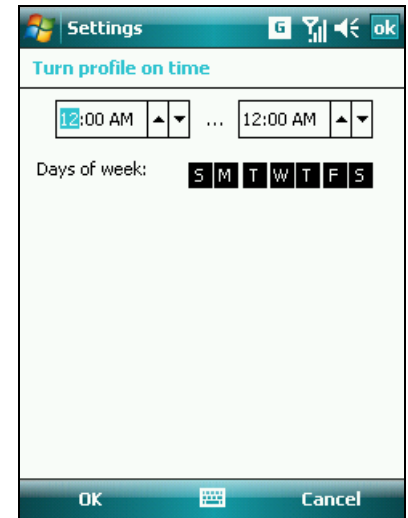 Settings G ok
Turn profile on time
12:00 AM ... 12:00 AM
Days of week: S M T W T F S
OK Cancel